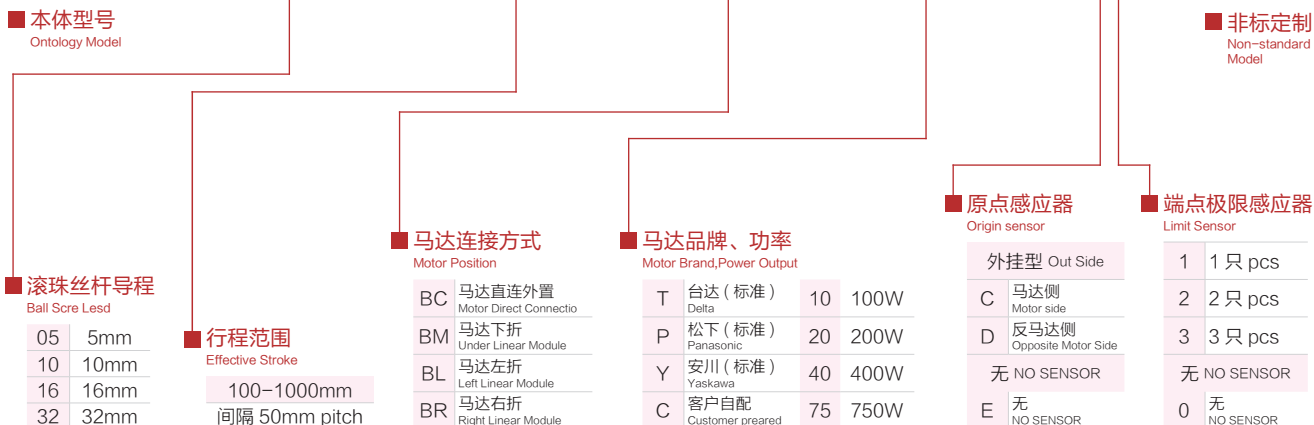 本体型号
Ontology Model
非标定制
Non-standard
Model
滚珠丝杆导程
Ball Scre Lesd
05 5mm
10 10mm
16 16mm
32 32mm
行程范围
Effective Stroke
100-1000mm
间隔 50mm pitch
马达连接方式
Motor Position
BC 马达直连外置
Motor Direct Connectio
BM 马达下折
Under Linear Module
BL 马达左折
Left Linear Module
BR 马达右折
Right Linear Module
马达品牌、功率
Motor Brand,Power Output
T 台达 ( 标准 ) 10 100W
Delta
P 松下 ( 标准 ) 20 200W
Panasonic
Y 安川 ( 标准 ) 40 400W
Yaskawa
C 客户自配 75 750W
Customer preared
原点感应器
Origin sensor
外挂型 Out Side
C 马达侧
Motor side
D 反马达侧
Opposite Motor Side
无 NO SENSOR
E 无
NO SENSOR
端点极限感应器
Limit Sensor
1 1 只 pcs
2 2 只 pcs
3 3 只 pcs
无 NO SENSOR
0 无
NO SENSOR